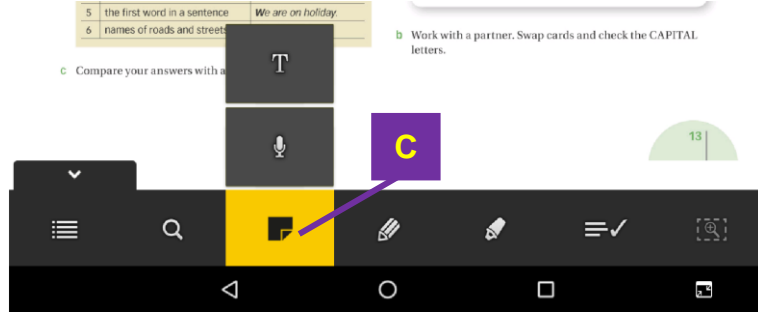 5 the first word in a sentence We are on holiday.
6 names of roads and streets
c Compare your answers with a
b Work with a partner. Swap cards and check the CAPITAL
letters.
T
C
13